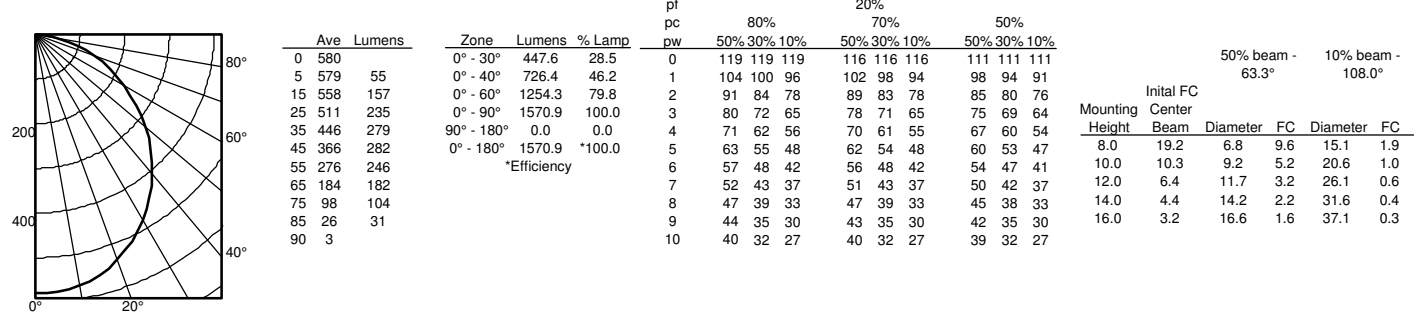 80°
60°
40°
200
400
0° 20°
Ave Lumens
0 580
5 579 55
15 558 157
25 511 235
35 446 279
45 366 282
55 276 246
65 184 182
75 98 104
85 26 31
90 3
Zone Lumens % Lamp
0° - 30° 447.6 28.5
0° - 40° 726.4 46.2
0° - 60° 1254.3 79.8
0° - 90° 1570.9 100.0
90° - 180° 0.0 0.0
0° - 180° 1570.9 *100.0
*Efficiency
pf 20%
pc 80% 70% 50%
pw 50% 30% 10% 50% 30% 10% 50% 30% 10%
0 119 119 119 116 116 116 111 111 111
1 104 100 96 102 98 94 98 94 91
2 91 84 78 89 83 78 85 80 76
3 80 72 65 78 71 65 75 69 64
4 71 62 56 70 61 55 67 60 54
5 63 55 48 62 54 48 60 53 47
6 57 48 42 56 48 42 54 47 41
7 52 43 37 51 43 37 50 42 37
8 47 39 33 47 39 33 45 38 33
9 44 35 30 43 35 30 42 35 30
10 40 32 27 40 32 27 39 32 27
50% beam - 10% beam -
63.3° 108.0°
Inital FC
Mounting Center
Height Beam Diameter FC Diameter FC
8.0 19.2 6.8 9.6 15.1 1.9
10.0 10.3 9.2 5.2 20.6 1.0
12.0 6.4 11.7 3.2 26.1 0.6
14.0 4.4 14.2 2.2 31.6 0.4
16.0 3.2 16.6 1.6 37.1 0.3